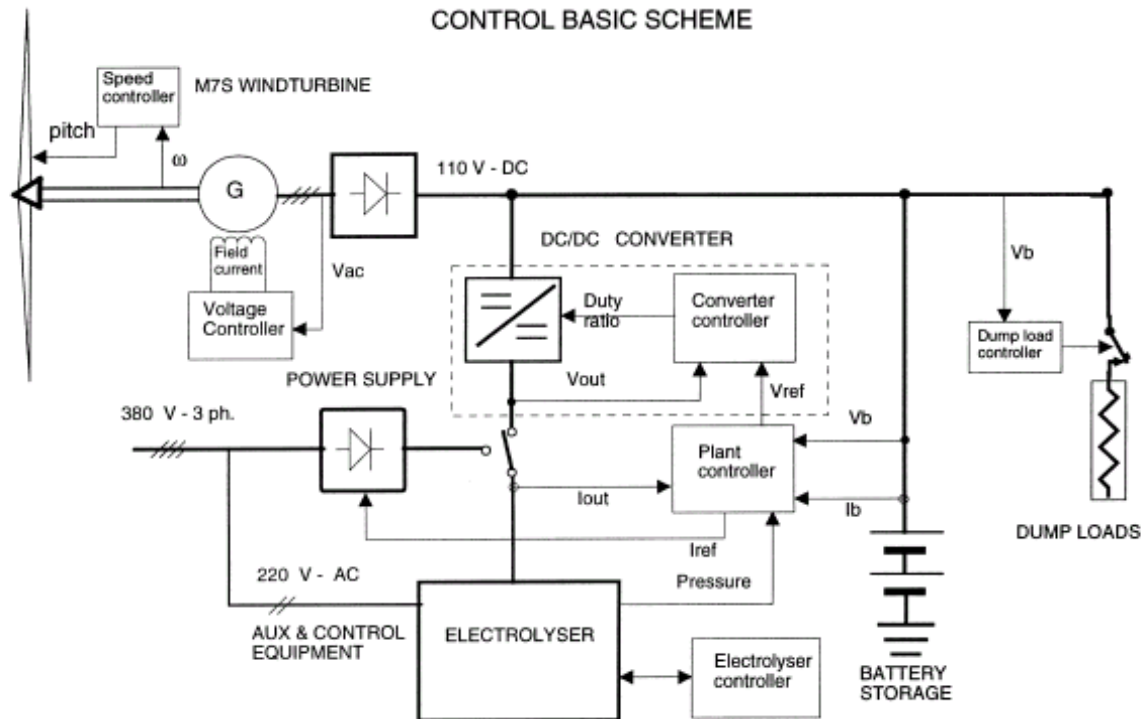 CONTROL BASIC SCHEME
Speed
controller
M7S WINDTURBINE
pitch
ω
G
110 V - DC
Field
current
Vac
Voltage
Controller
DC/DC CONVERTER
Duty
ratio
Converter
controller
Vb
Dump load
controller
Vout
Vref
POWER SUPPLY
380 V - 3 ph.
Vb
Plant
controller
Iout
Ib
Iref
DUMP LOADS
Pressure
220 V - AC
AUX & CONTROL
EQUIPMENT
ELECTROLYSER
Electrolyser
controller
BATTERY
STORAGE